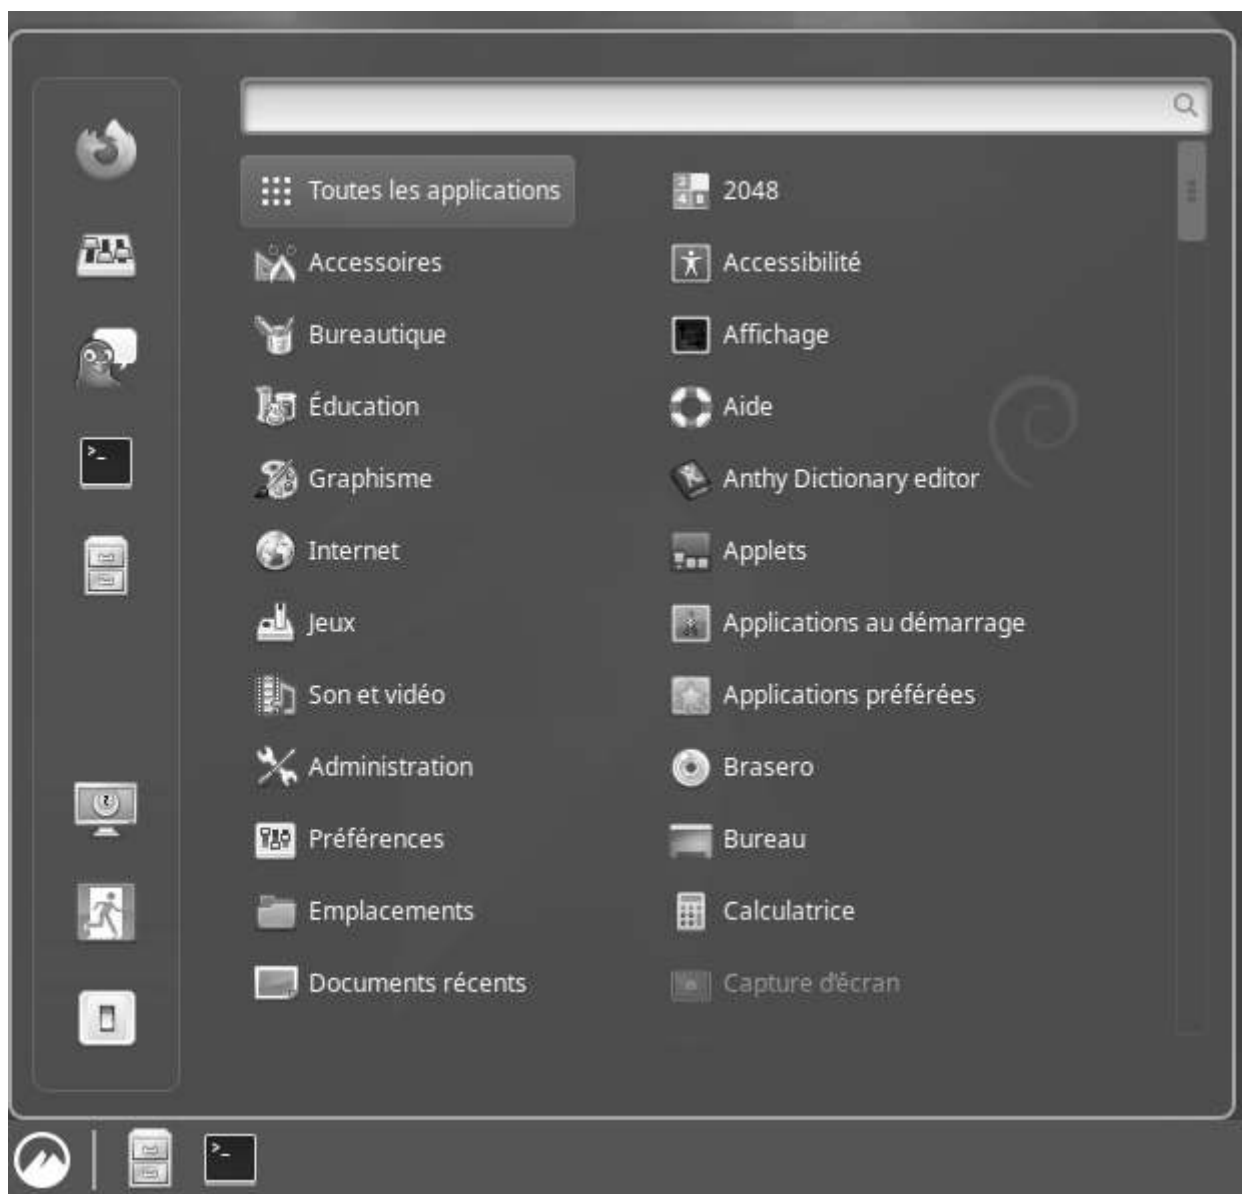 Toutes les applications
Accessoires
Bureautique
Éducation
Graphisme
Internet
Jeux
Son et vidéo
Administration
Préférences
Emplacements
Documents récents
2048
Accessibilité
Affichage
Aide
Anthy Dictionary editor
Applets
Applications au démarrage
Applications préférées
Brasero
Bureau
Calculatrice
Capture d'écran